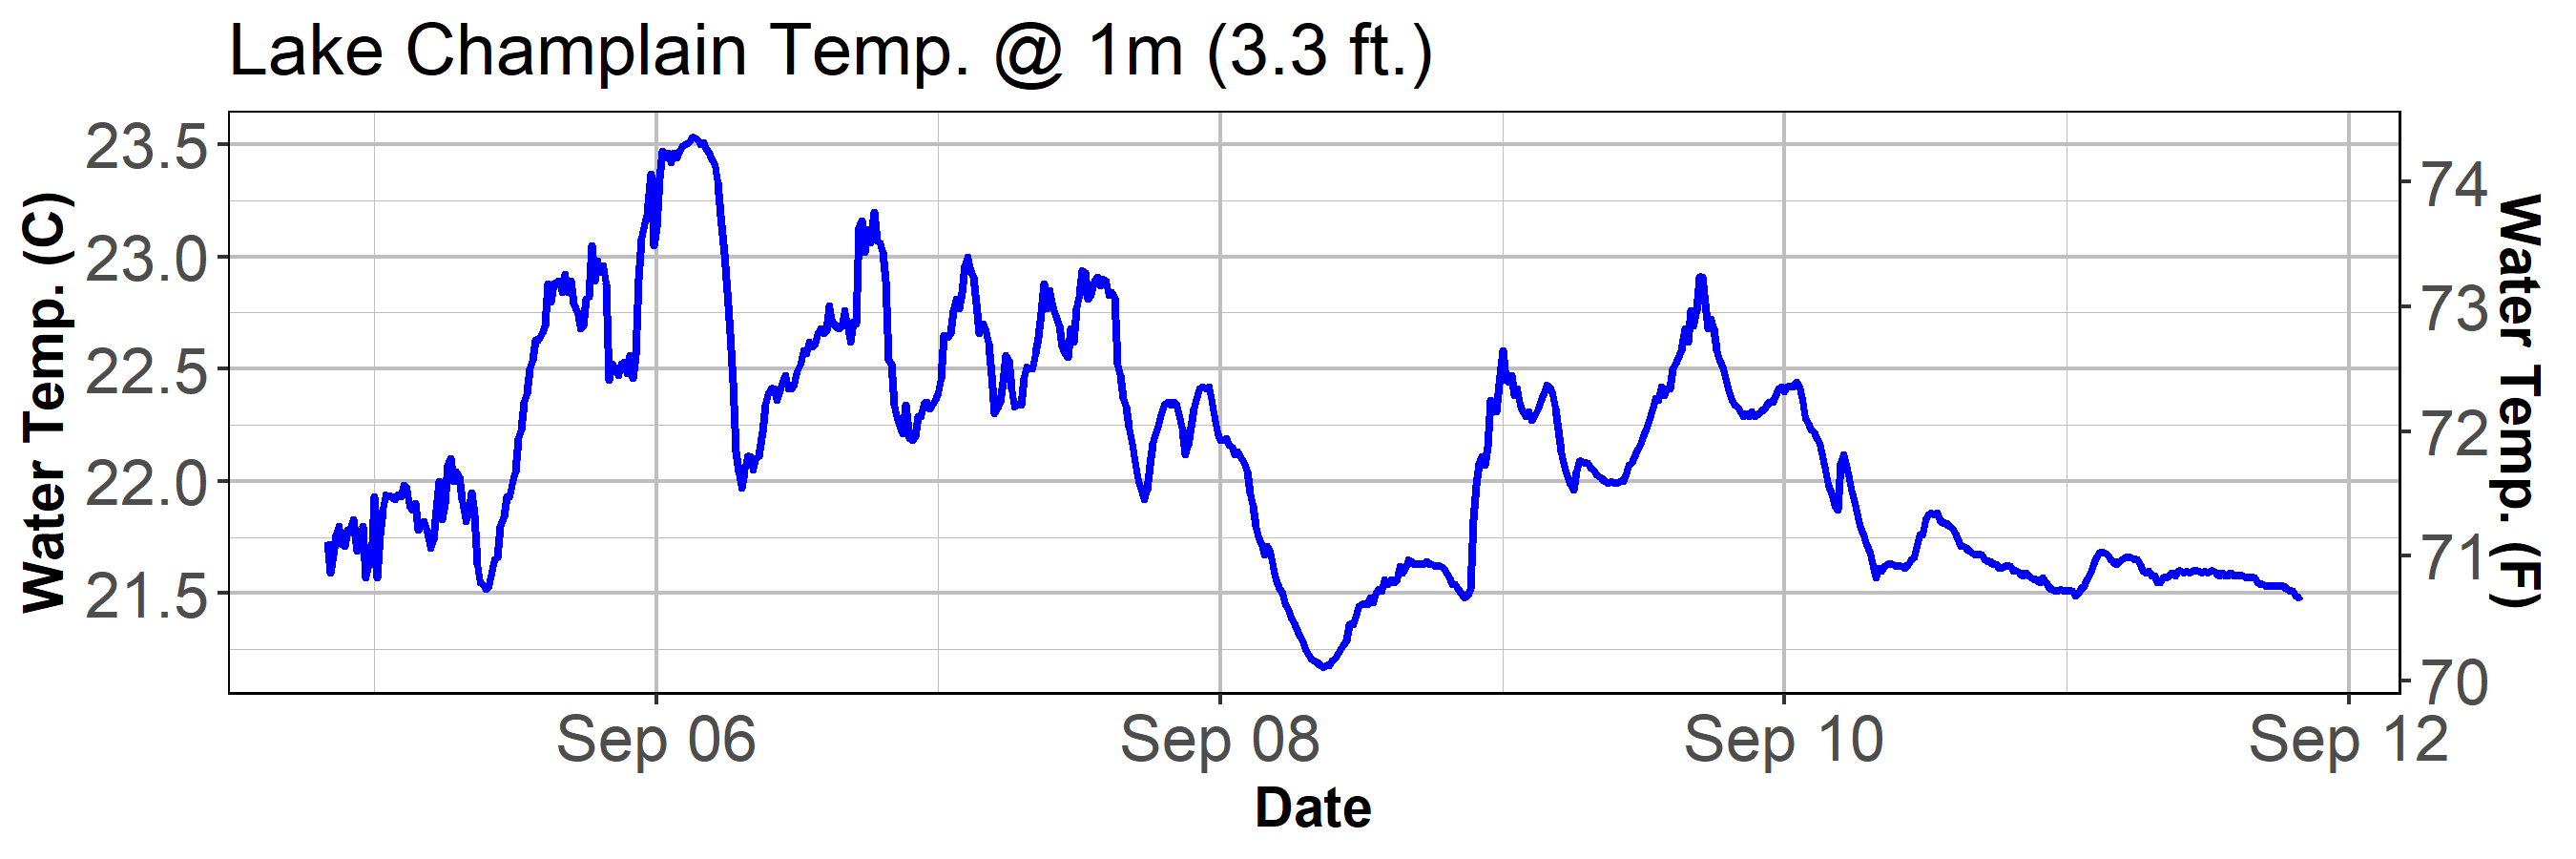 Lake Champlain Temp. @ 1m (3.3 ft.)
Water Temp. (C)
23.5
23.0
22.5
22.0
21.5
74
73
72
71
70
Water Temp. (F)
Sep 06 Sep 08 Sep 10 Sep 12
Date